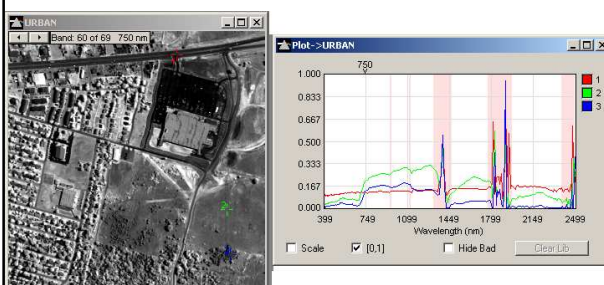 URBAN
Band: 60 of 69 750 nm
1
2
Plot->URBAN
750
1.000
0.833
0.667
0.500
0.333
0.167
0.000
399 749 1099 1449 1799 2149 2499
Wavelength (nm)
1
2
3
Scale
[0,1]
Hide Bad
Clear Lib